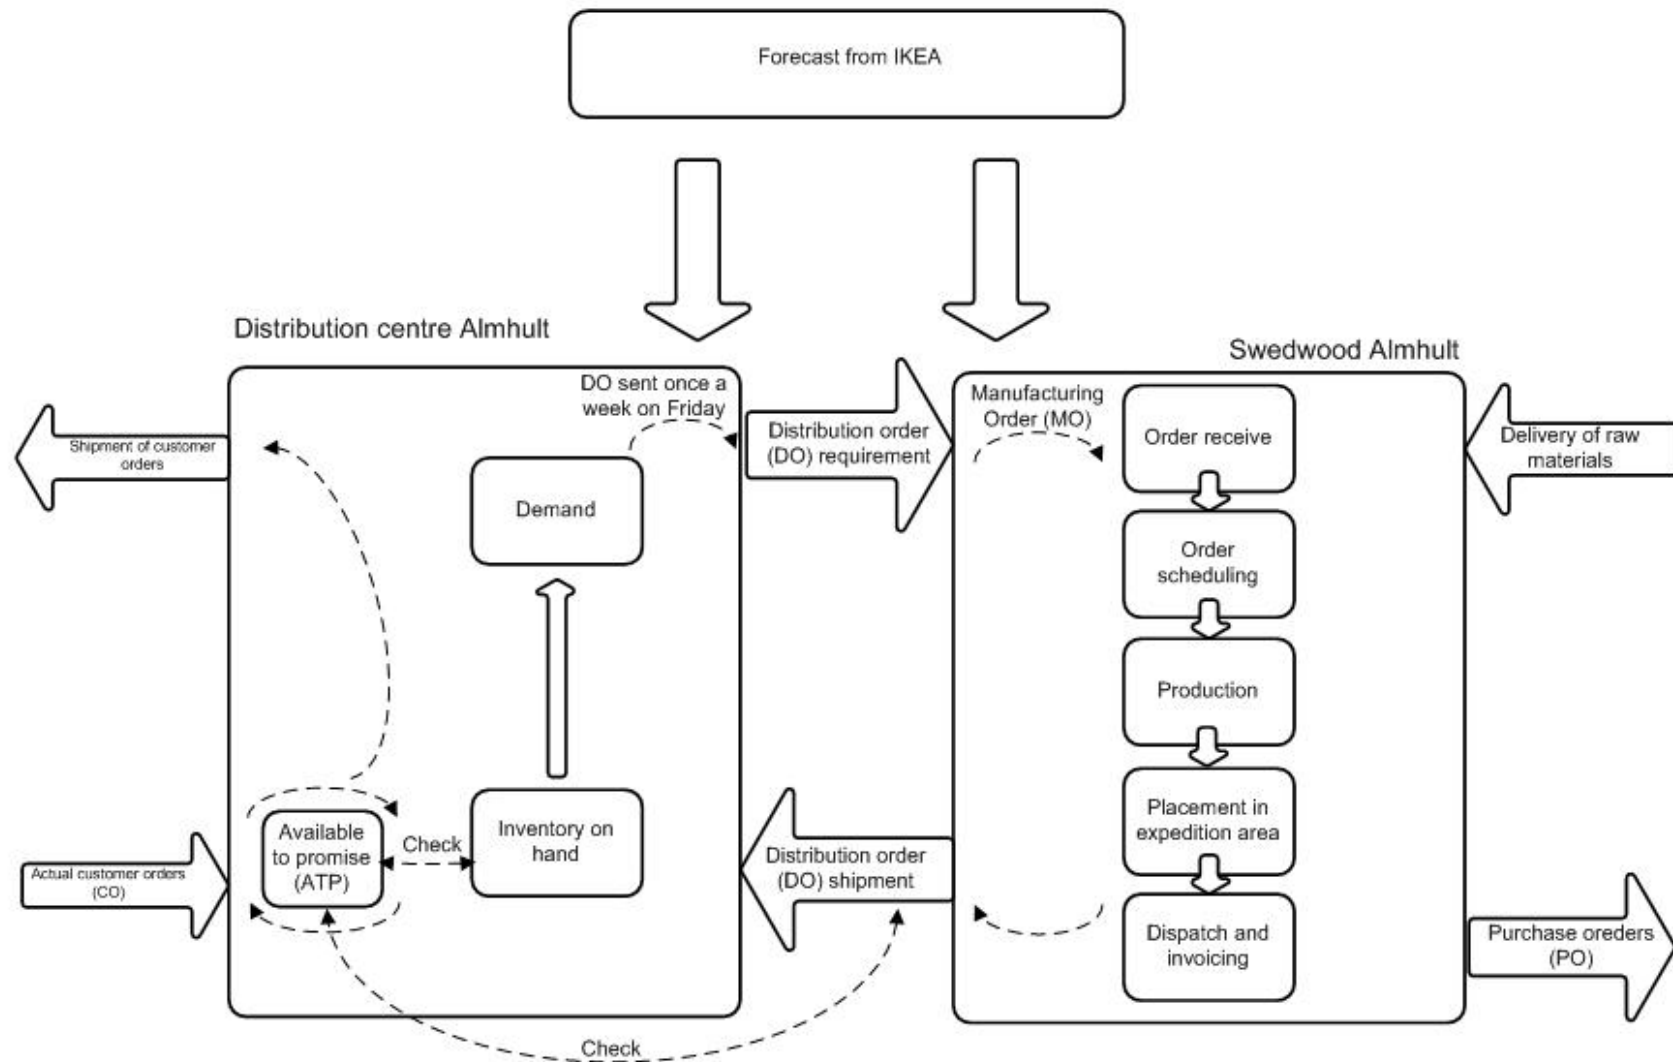 Forecast from IKEA
Distribution centre Almhult
Swedwood Almhult
DO sent once a
week on Friday
Manufacturing
Order (MO)
Shipment of customer
orders
Demand
Distribution order
(DO) requirement
Order receive
Delivery of raw
materials
Order
scheduling
Production
Available
to promise
(ATP)
Check
Inventory on
hand
Distribution order
(DO) shipment
Placement in
expedition area
Actual customer orders
(CO)
Dispatch and
invoicing
Purchase oreders
(PO)
Check